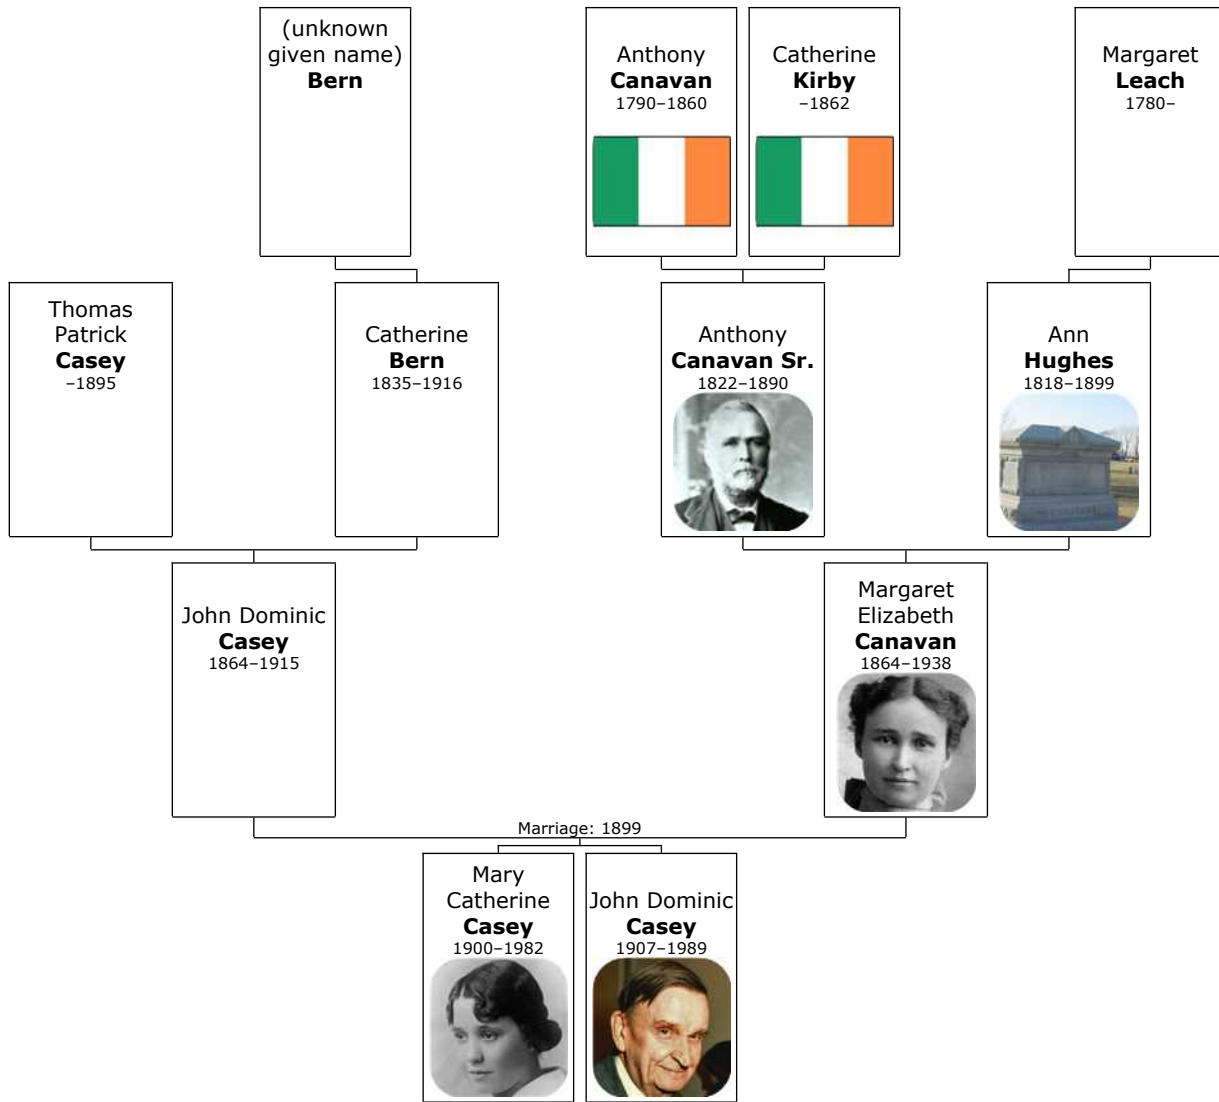 (unknown
given name)
Bern
Anthony
Canavan
1790–1860
Catherine
Kirby
–1862
Margaret
Leach
1780–
Thomas
Patrick
Casey
–1895
Catherine
Bern
1835–1916
Anthony
Canavan Sr.
1822–1890
Ann
Hughes
1818–1899
John Dominic
Casey
1864–1915
Margaret
Elizabeth
Canavan
1864–1938
Marriage: 1899
Mary
Catherine
Casey
1900–1982
John Dominic
Casey
1907–1989